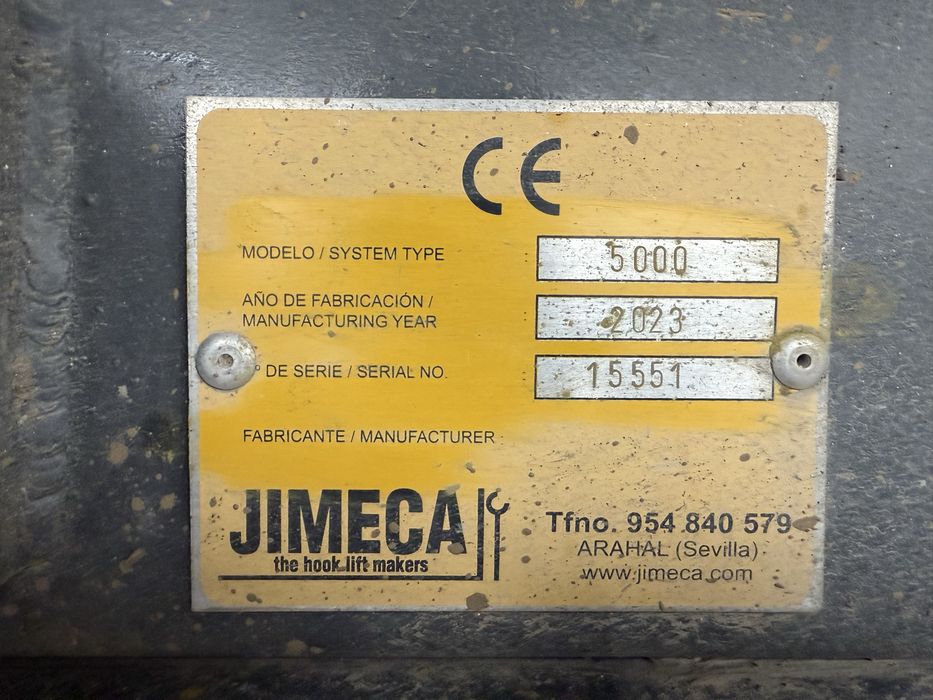 CE
MODELO / SYSTEM TYPE 5000
AÑO DE FABRICACIÓN /
MANUFACTURING YEAR 2023
º DE SERIE / SERIAL NO. 15551
FABRICANTE / MANUFACTURER :
JIMECA
the hook lift makers
Tfno. 954 840 579
ARAHAL (Sevilla)
www.jimeca.com